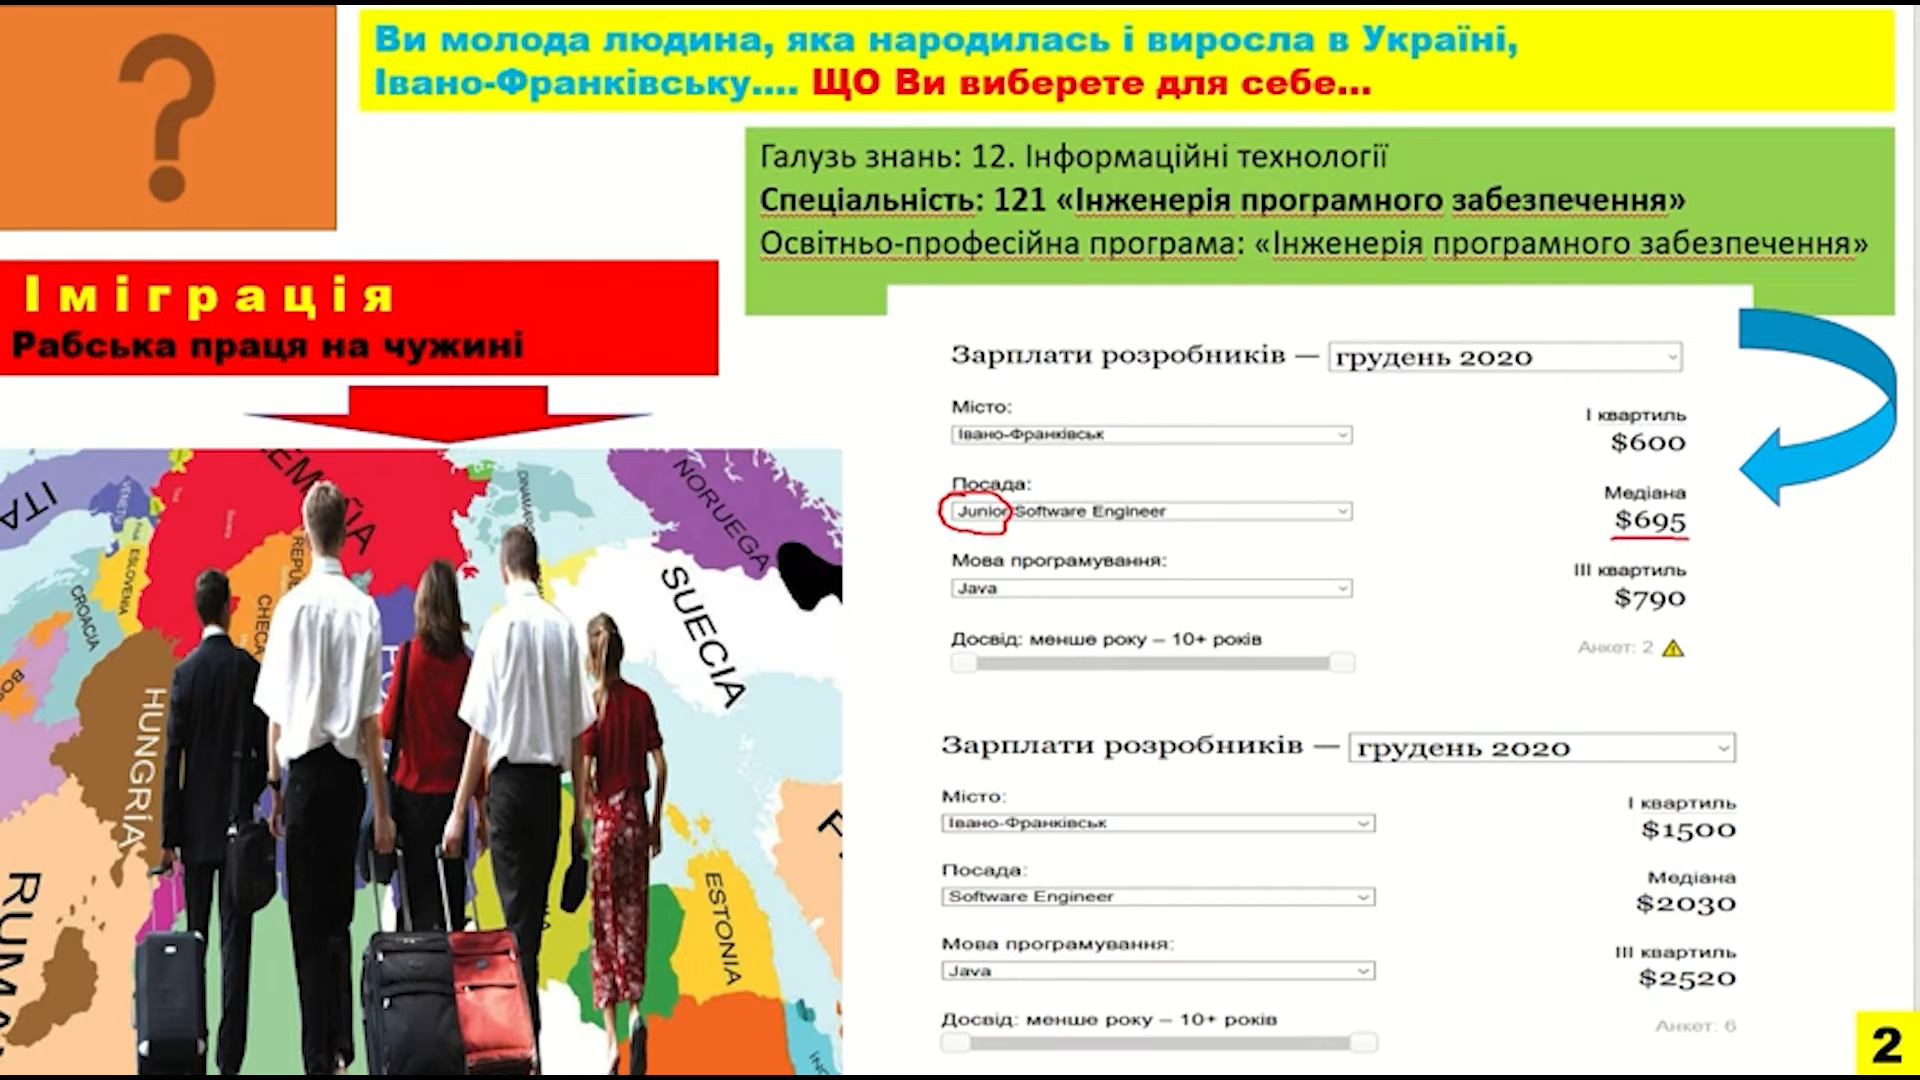 ?
Ви молода людина, яка народилась і виросла в Україні,
Івано-Франківську.... ЩО Ви виберете для себе...
Галузь знань: 12. Інформаційні технології
Спеціальність: 121 «Інженерія програмного забезпечення»
Освітньо-професійна програма: «Інженерія програмного забезпечення»
Імі­грація
Рабська праця на чужині
Зарплати розробників — грудень 2020
Місто:
Івано-Франківськ
I квартиль
$600
Посада:
Junior Software Engineer
Медіана
$695
Мова програмування:
Java
III квартиль
$790
Досвід: менше року – 10+ років
Анкет: 2
Зарплати розробників — грудень 2020
Місто:
Івано-Франківськ
I квартиль
$1500
Посада:
Software Engineer
Медіана
$2030
Мова програмування:
Java
III квартиль
$2520
Досвід: менше року – 10+ років
Анкет: 6
NORUEGA
SUECIA
ESLOVENIA
CROACIA
HUNGRÍA
ESTONIA
2